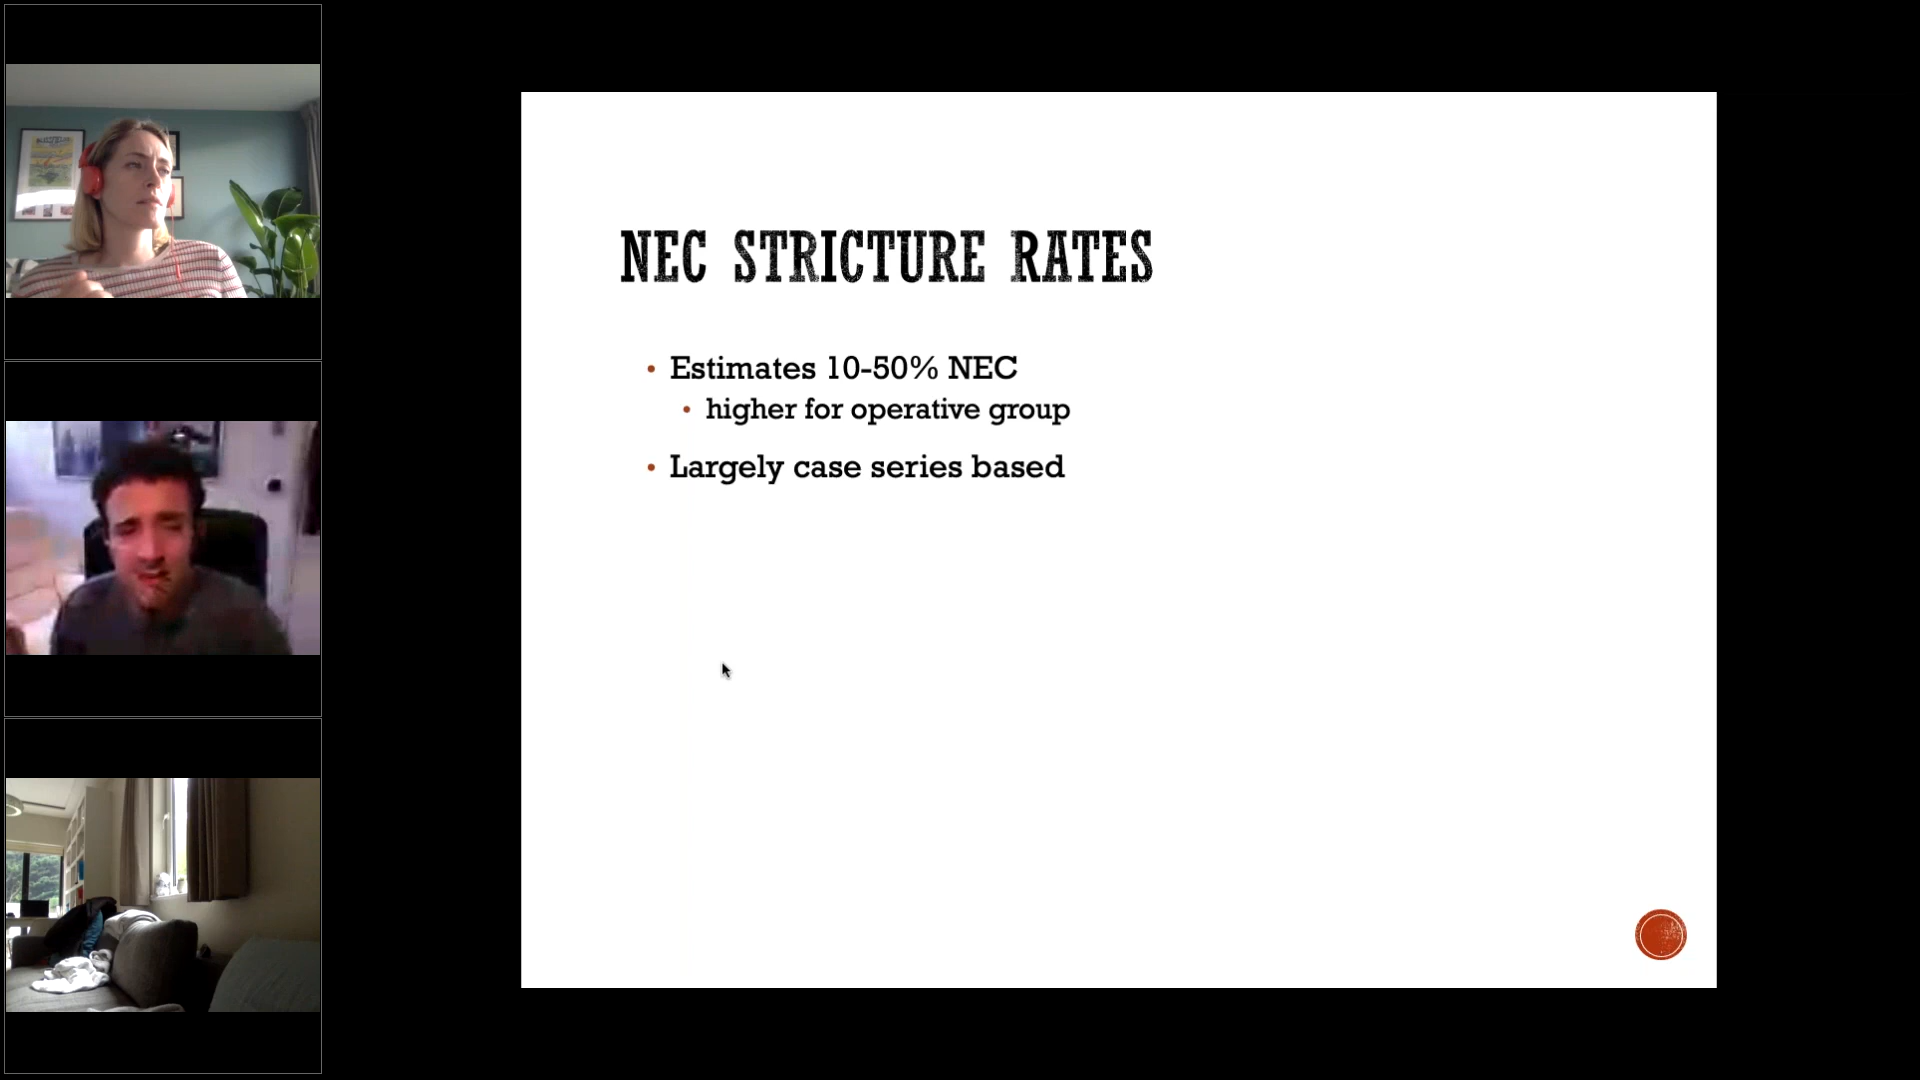 NEC STRICTURE RATES
Estimates 10-50% NEC
higher for operative group
Largely case series based